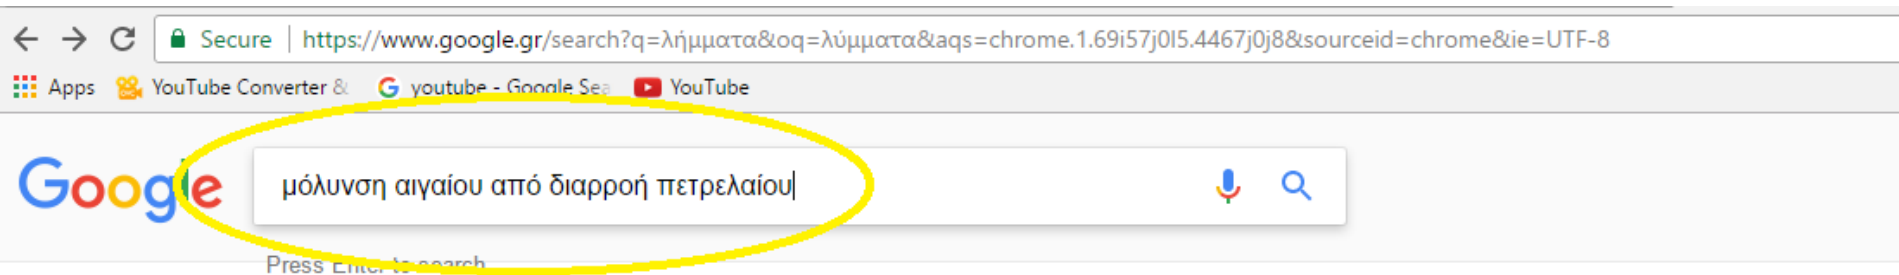 Secure | https://www.google.gr/search?q=λήμματα&oq=λύμματα&aqs=chrome.1.69i57j0l5.4467j0j8&sourceid=chrome&ie=UTF-8
Apps YouTube Converter & youtube - Google Sea YouTube
Google μόλυνση αιγαίου από διαρροή πετρελαίου
Press Enter to search